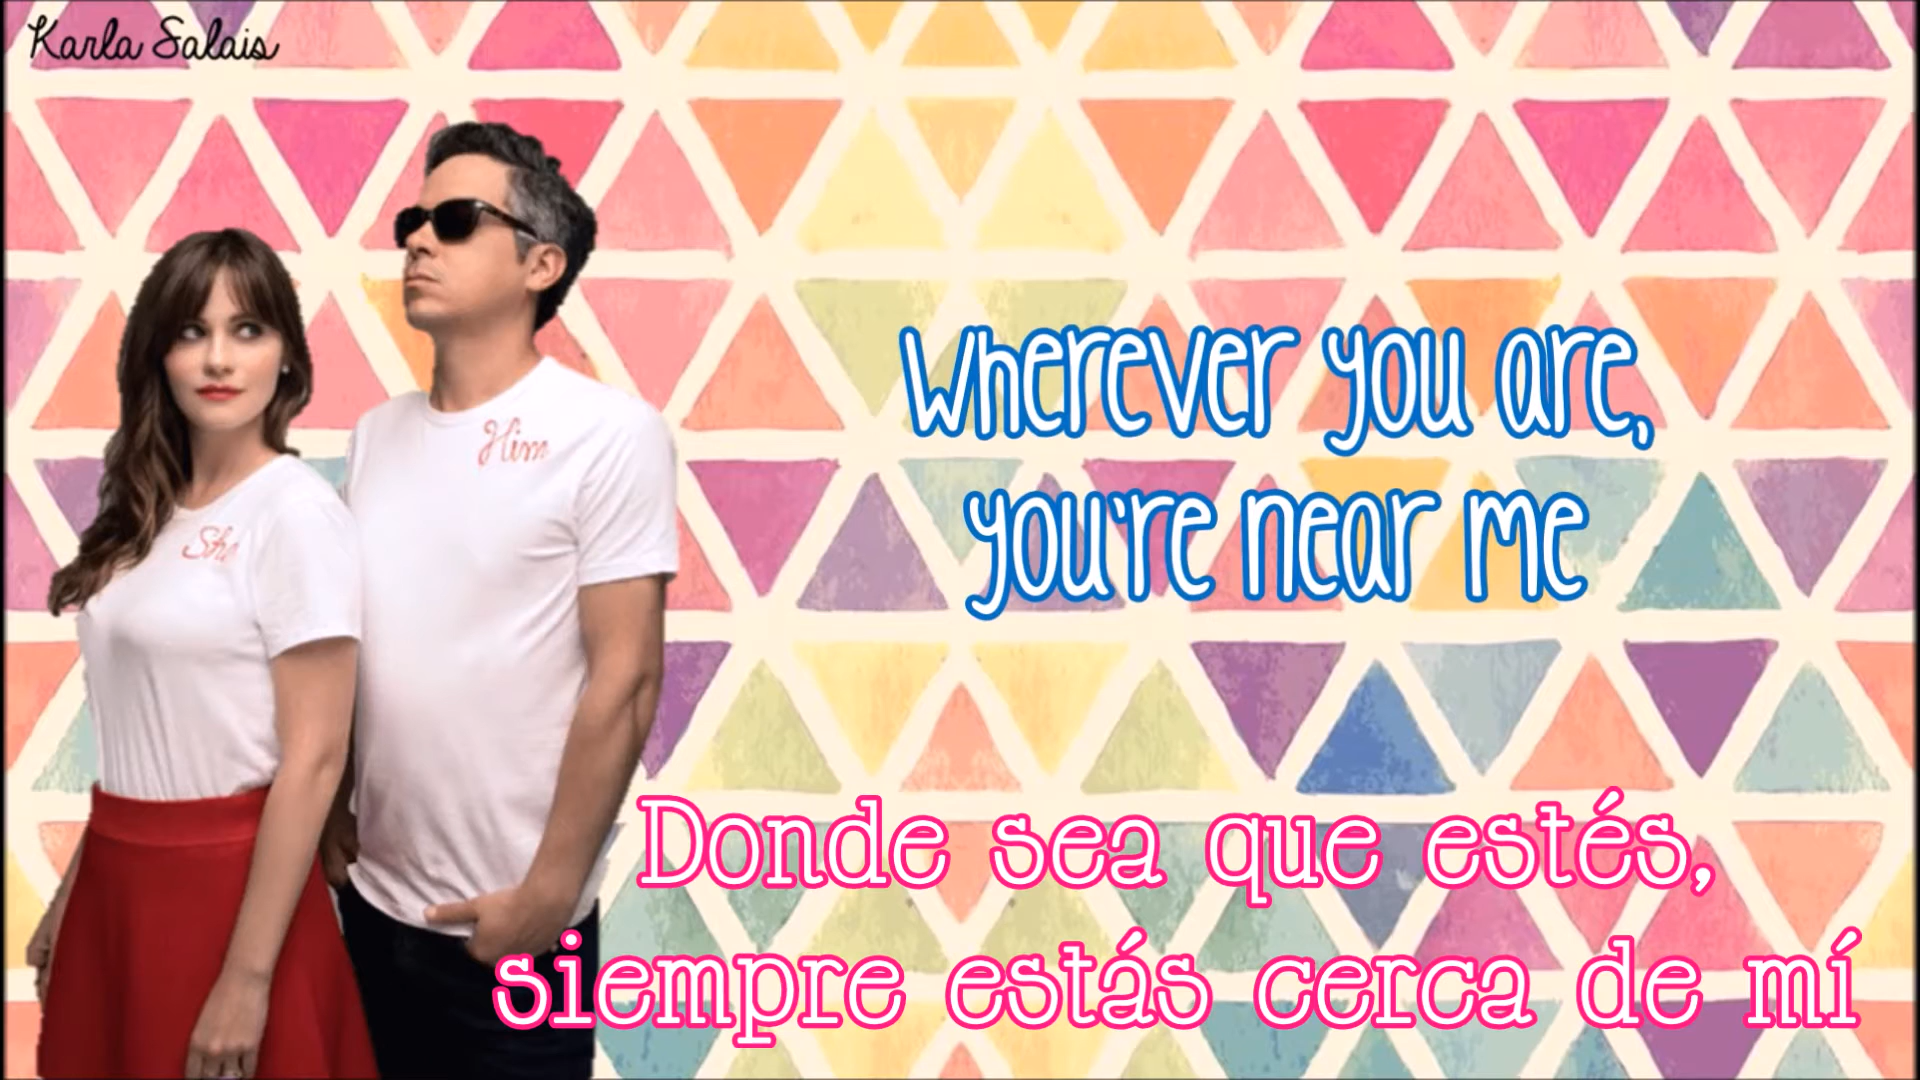 Karla Salais
Him
She
Wherever you are,
you're near me
Donde sea que estés,
siempre estás cerca de mí